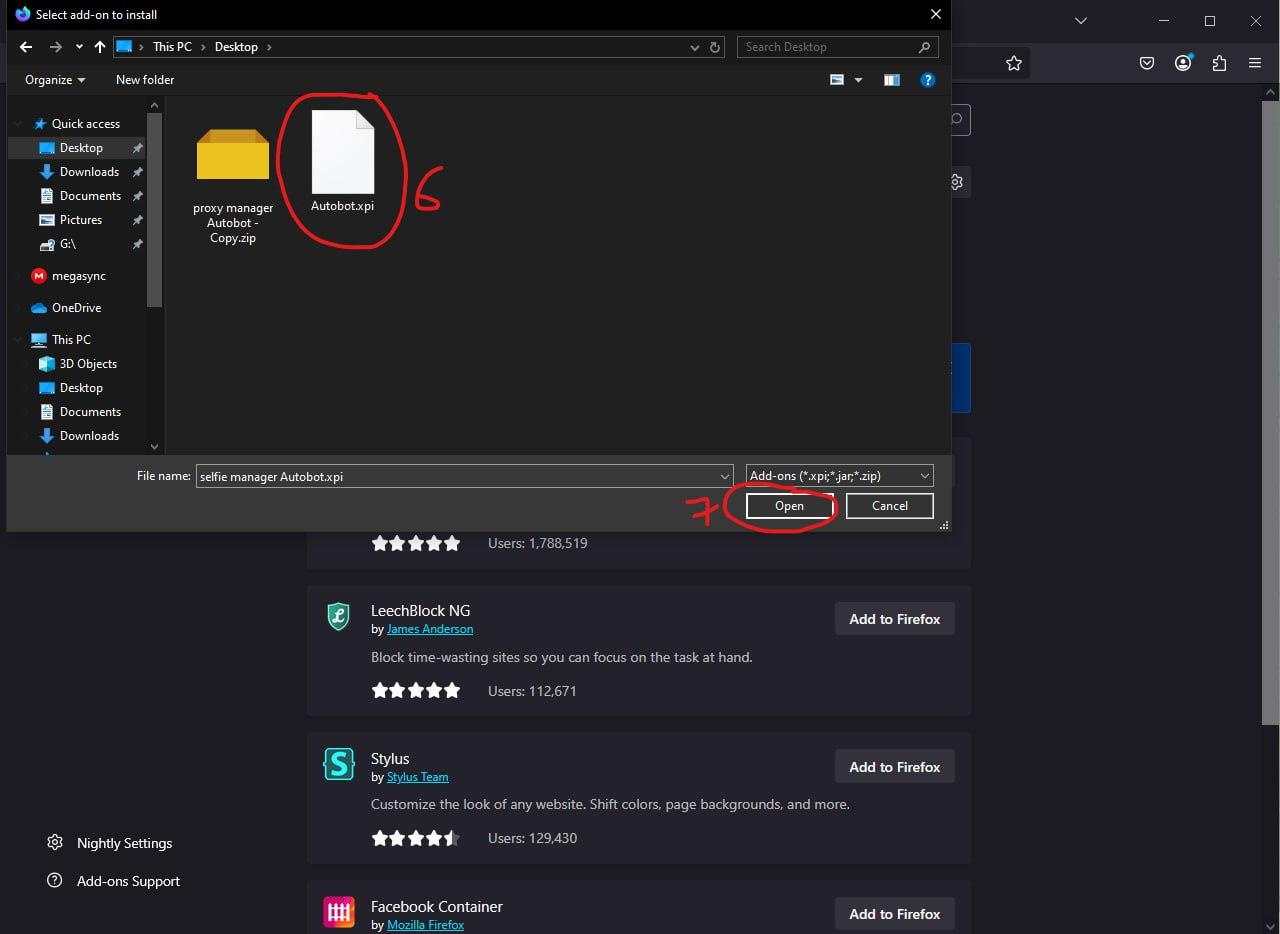 Select add-on to install
This PC
Desktop
Search Desktop
Organize
New folder
Quick access
Desktop
Downloads
Documents
Pictures
G:\
megasync
OneDrive
This PC
3D Objects
Desktop
Documents
Downloads
proxy manager
Autobot -
Copy.zip
Autobot.xpi
6
File name:
selfie manager Autobot.xpi
Add-ons (*.xpi;*.jar;*.zip)
7
Open
Cancel
Users: 1,788,519
LeechBlock NG
by James Anderson
Add to Firefox
Block time-wasting sites so you can focus on the task at hand.
Users: 112,671
Stylus
by Stylus Team
Add to Firefox
Customize the look of any website. Shift colors, page backgrounds, and more.
Users: 129,430
Nightly Settings
Add-ons Support
Facebook Container
by Mozilla Firefox
Add to Firefox